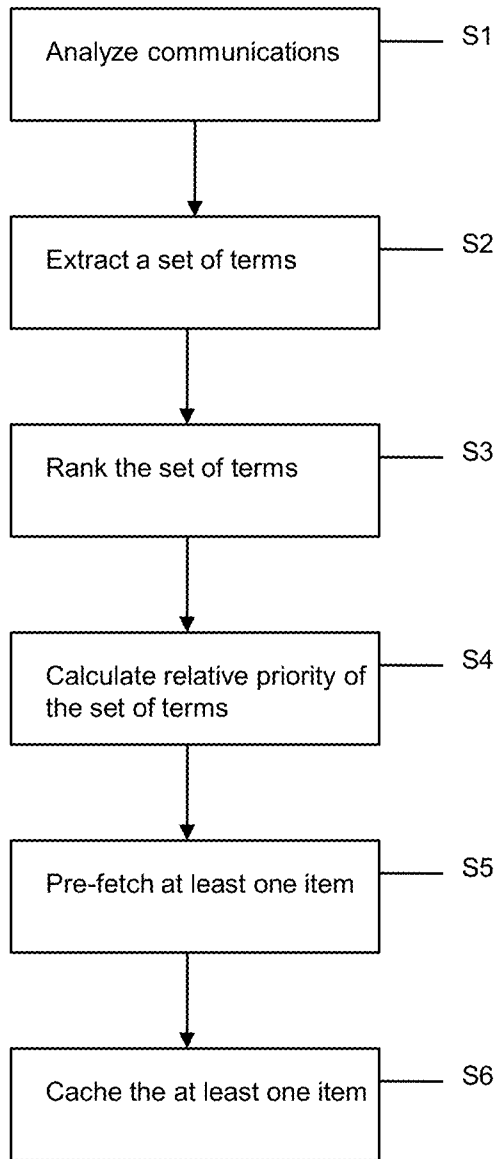 Analyze communications
S1
Extract a set of terms
S2
Rank the set of terms
S3
Calculate relative priority of
the set of terms
S4
Pre-fetch at least one item
S5
Cache the at least one item
S6